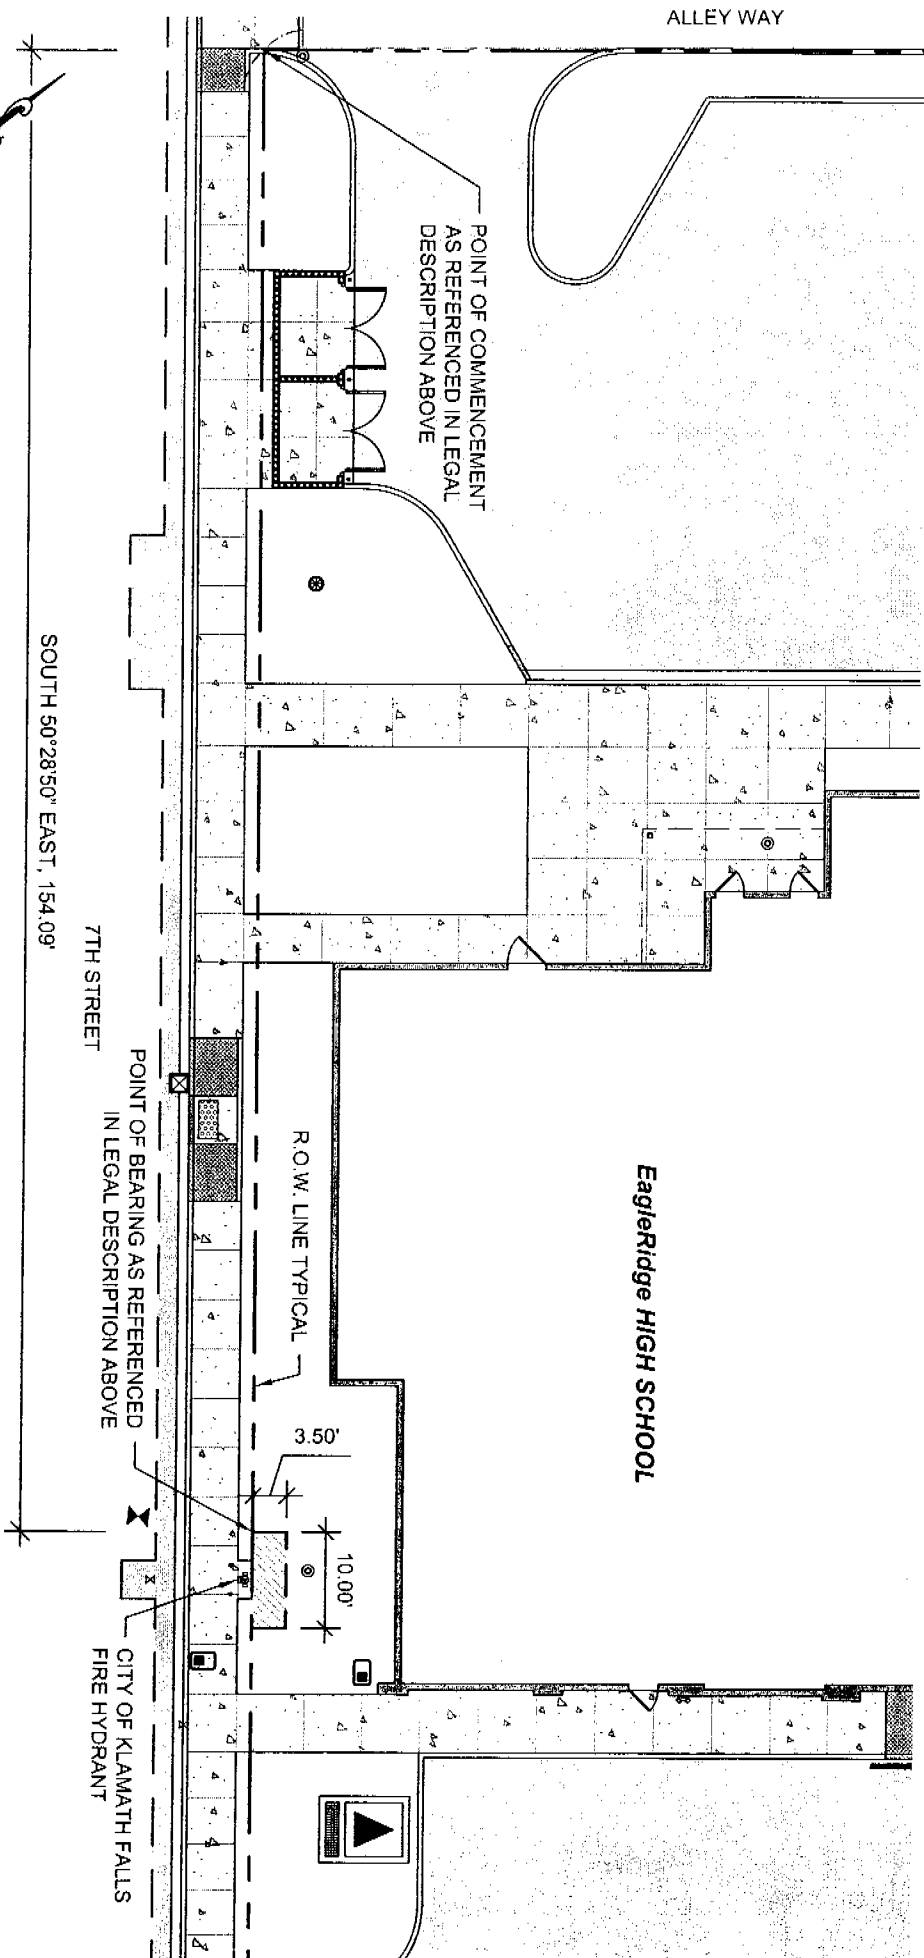 ALLEY WAY
POINT OF COMMENCEMENT
AS REFERENCED IN LEGAL
DESCRIPTION ABOVE
SOUTH 50°28'50" EAST, 154.09'
7TH STREET
POINT OF BEARING AS REFERENCED
IN LEGAL DESCRIPTION ABOVE
R.O.W. LINE TYPICAL
EagleRidge HIGH SCHOOL
3.50'
10.00'
CITY OF KLAMATH FALLS
FIRE HYDRANT